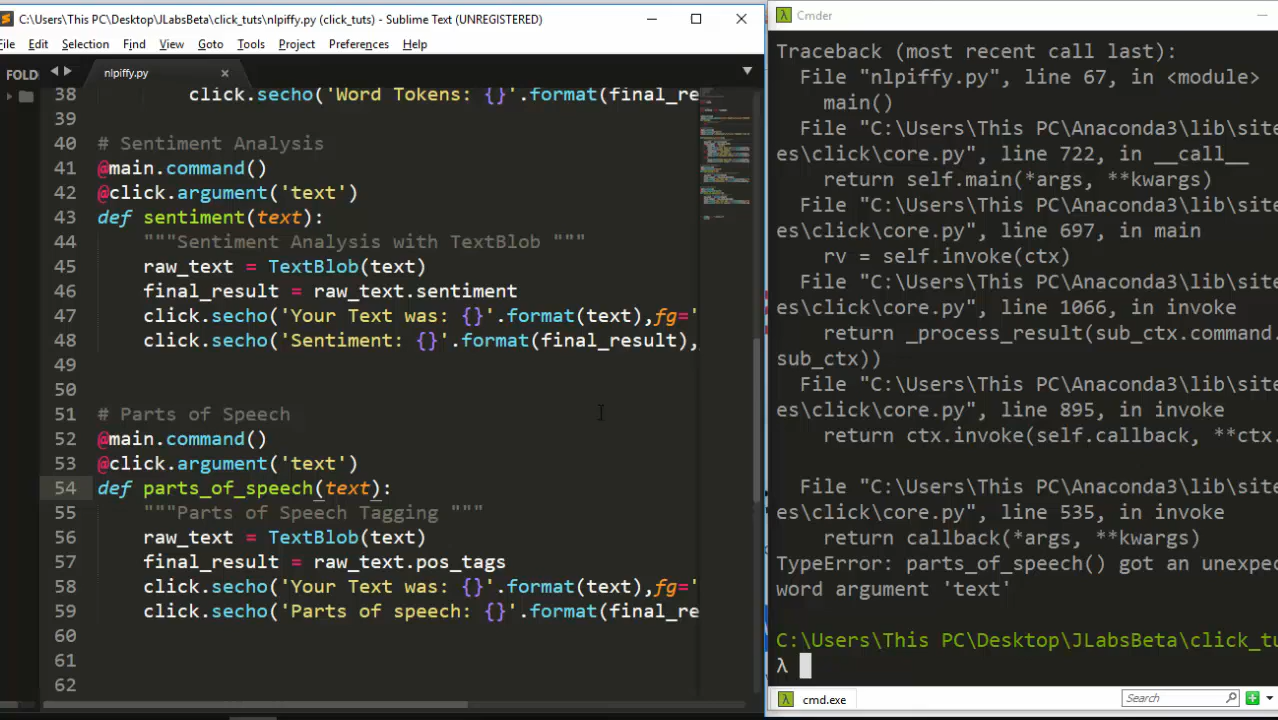 C:\Users\This PC\Desktop\JLabsBeta\click_tuts\nlpiffy.py (click_tuts) - Sublime Text (UNREGISTERED)
File Edit Selection Find View Goto Tools Project Preferences Help
FOLD
nlpiffy.py
38 click.secho('Word Tokens: {}'.format(final_re
39
40 # Sentiment Analysis
41 @main.command()
42 @click.argument('text')
43 def sentiment(text):
44 """Sentiment Analysis with TextBlob """
45 raw_text = TextBlob(text)
46 final_result = raw_text.sentiment
47 click.secho('Your Text was: {}'.format(text),fg='
48 click.secho('Sentiment: {}'.format(final_result),
49
50
51 # Parts of Speech
52 @main.command()
53 @click.argument('text')
54 def parts_of_speech(text):
55 """Parts of Speech Tagging """
56 raw_text = TextBlob(text)
57 final_result = raw_text.pos_tags
58 click.secho('Your Text was: {}'.format(text),fg='
59 click.secho('Parts of speech: {}'.format(final_re
60
61
62
Cmder
Traceback (most recent call last):
File "nlpiffy.py", line 67, in <module>
main()
File "C:\Users\This PC\Anaconda3\lib\site
es\click\core.py", line 722, in __call__
return self.main(*args, **kwargs)
File "C:\Users\This PC\Anaconda3\lib\site
es\click\core.py", line 697, in main
rv = self.invoke(ctx)
File "C:\Users\This PC\Anaconda3\lib\site
es\click\core.py", line 1066, in invoke
return _process_result(sub_ctx.command.
sub_ctx))
File "C:\Users\This PC\Anaconda3\lib\site
es\click\core.py", line 895, in invoke
return ctx.invoke(self.callback, **ctx.
File "C:\Users\This PC\Anaconda3\lib\site
es\click\core.py", line 535, in invoke
return callback(*args, **kwargs)
TypeError: parts_of_speech() got an unexpec
word argument 'text'
C:\Users\This PC\Desktop\JLabsBeta\click_tu
λ
cmd.exe
Search